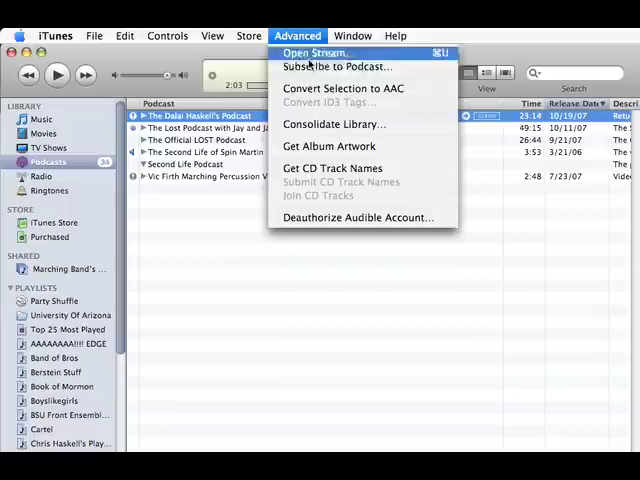 iTunes File Edit Controls View Store Advanced Window Help
Open Stream... ⌘U
Subscribe to Podcast...
Convert Selection to AAC
Convert ID3 Tags...
Consolidate Library...
Get Album Artwork
Get CD Track Names
Submit CD Track Names
Join CD Tracks
Deauthorize Audible Account...
2:03
View
Search
LIBRARY
Music
Movies
TV Shows
Podcasts 34
Radio
Ringtones
STORE
iTunes Store
Purchased
SHARED
Marching Band's...
PLAYLISTS
Party Shuffle
University Of Arizona
Top 25 Most Played
AAAAAAA!!!! EDGE
Band of Bros
Berstein Stuff
Book of Mormon
Boyslikegirls
BSU Front Ensembl...
Cartel
Chris Haskell's Play...
Podcast Time Release Date Descri
The Dalai Haskell's Podcast 23:14 10/19/07 Retu
The Lost Podcast with Jay and Ja 49:15 10/11/07
The Official LOST Podcast 26:44 9/21/07
The Second Life of Spin Martin 3:53 3/21/06
Second Life Podcast
Vic Firth Marching Percussion V 2:48 7/23/07 Vide